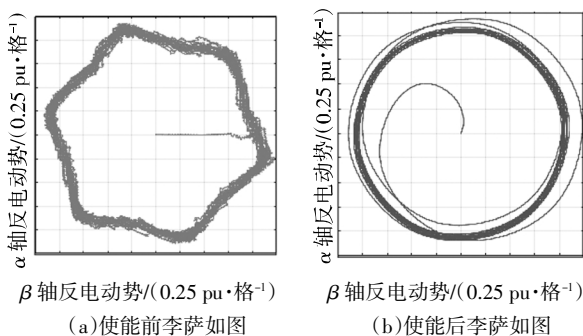 α 轴反电动势/(0.25 pu·格⁻¹)
β 轴反电动势/(0.25 pu·格⁻¹)
(a)使能前李萨如图
α 轴反电动势/(0.25 pu·格⁻¹)
β 轴反电动势/(0.25 pu·格⁻¹)
(b)使能后李萨如图